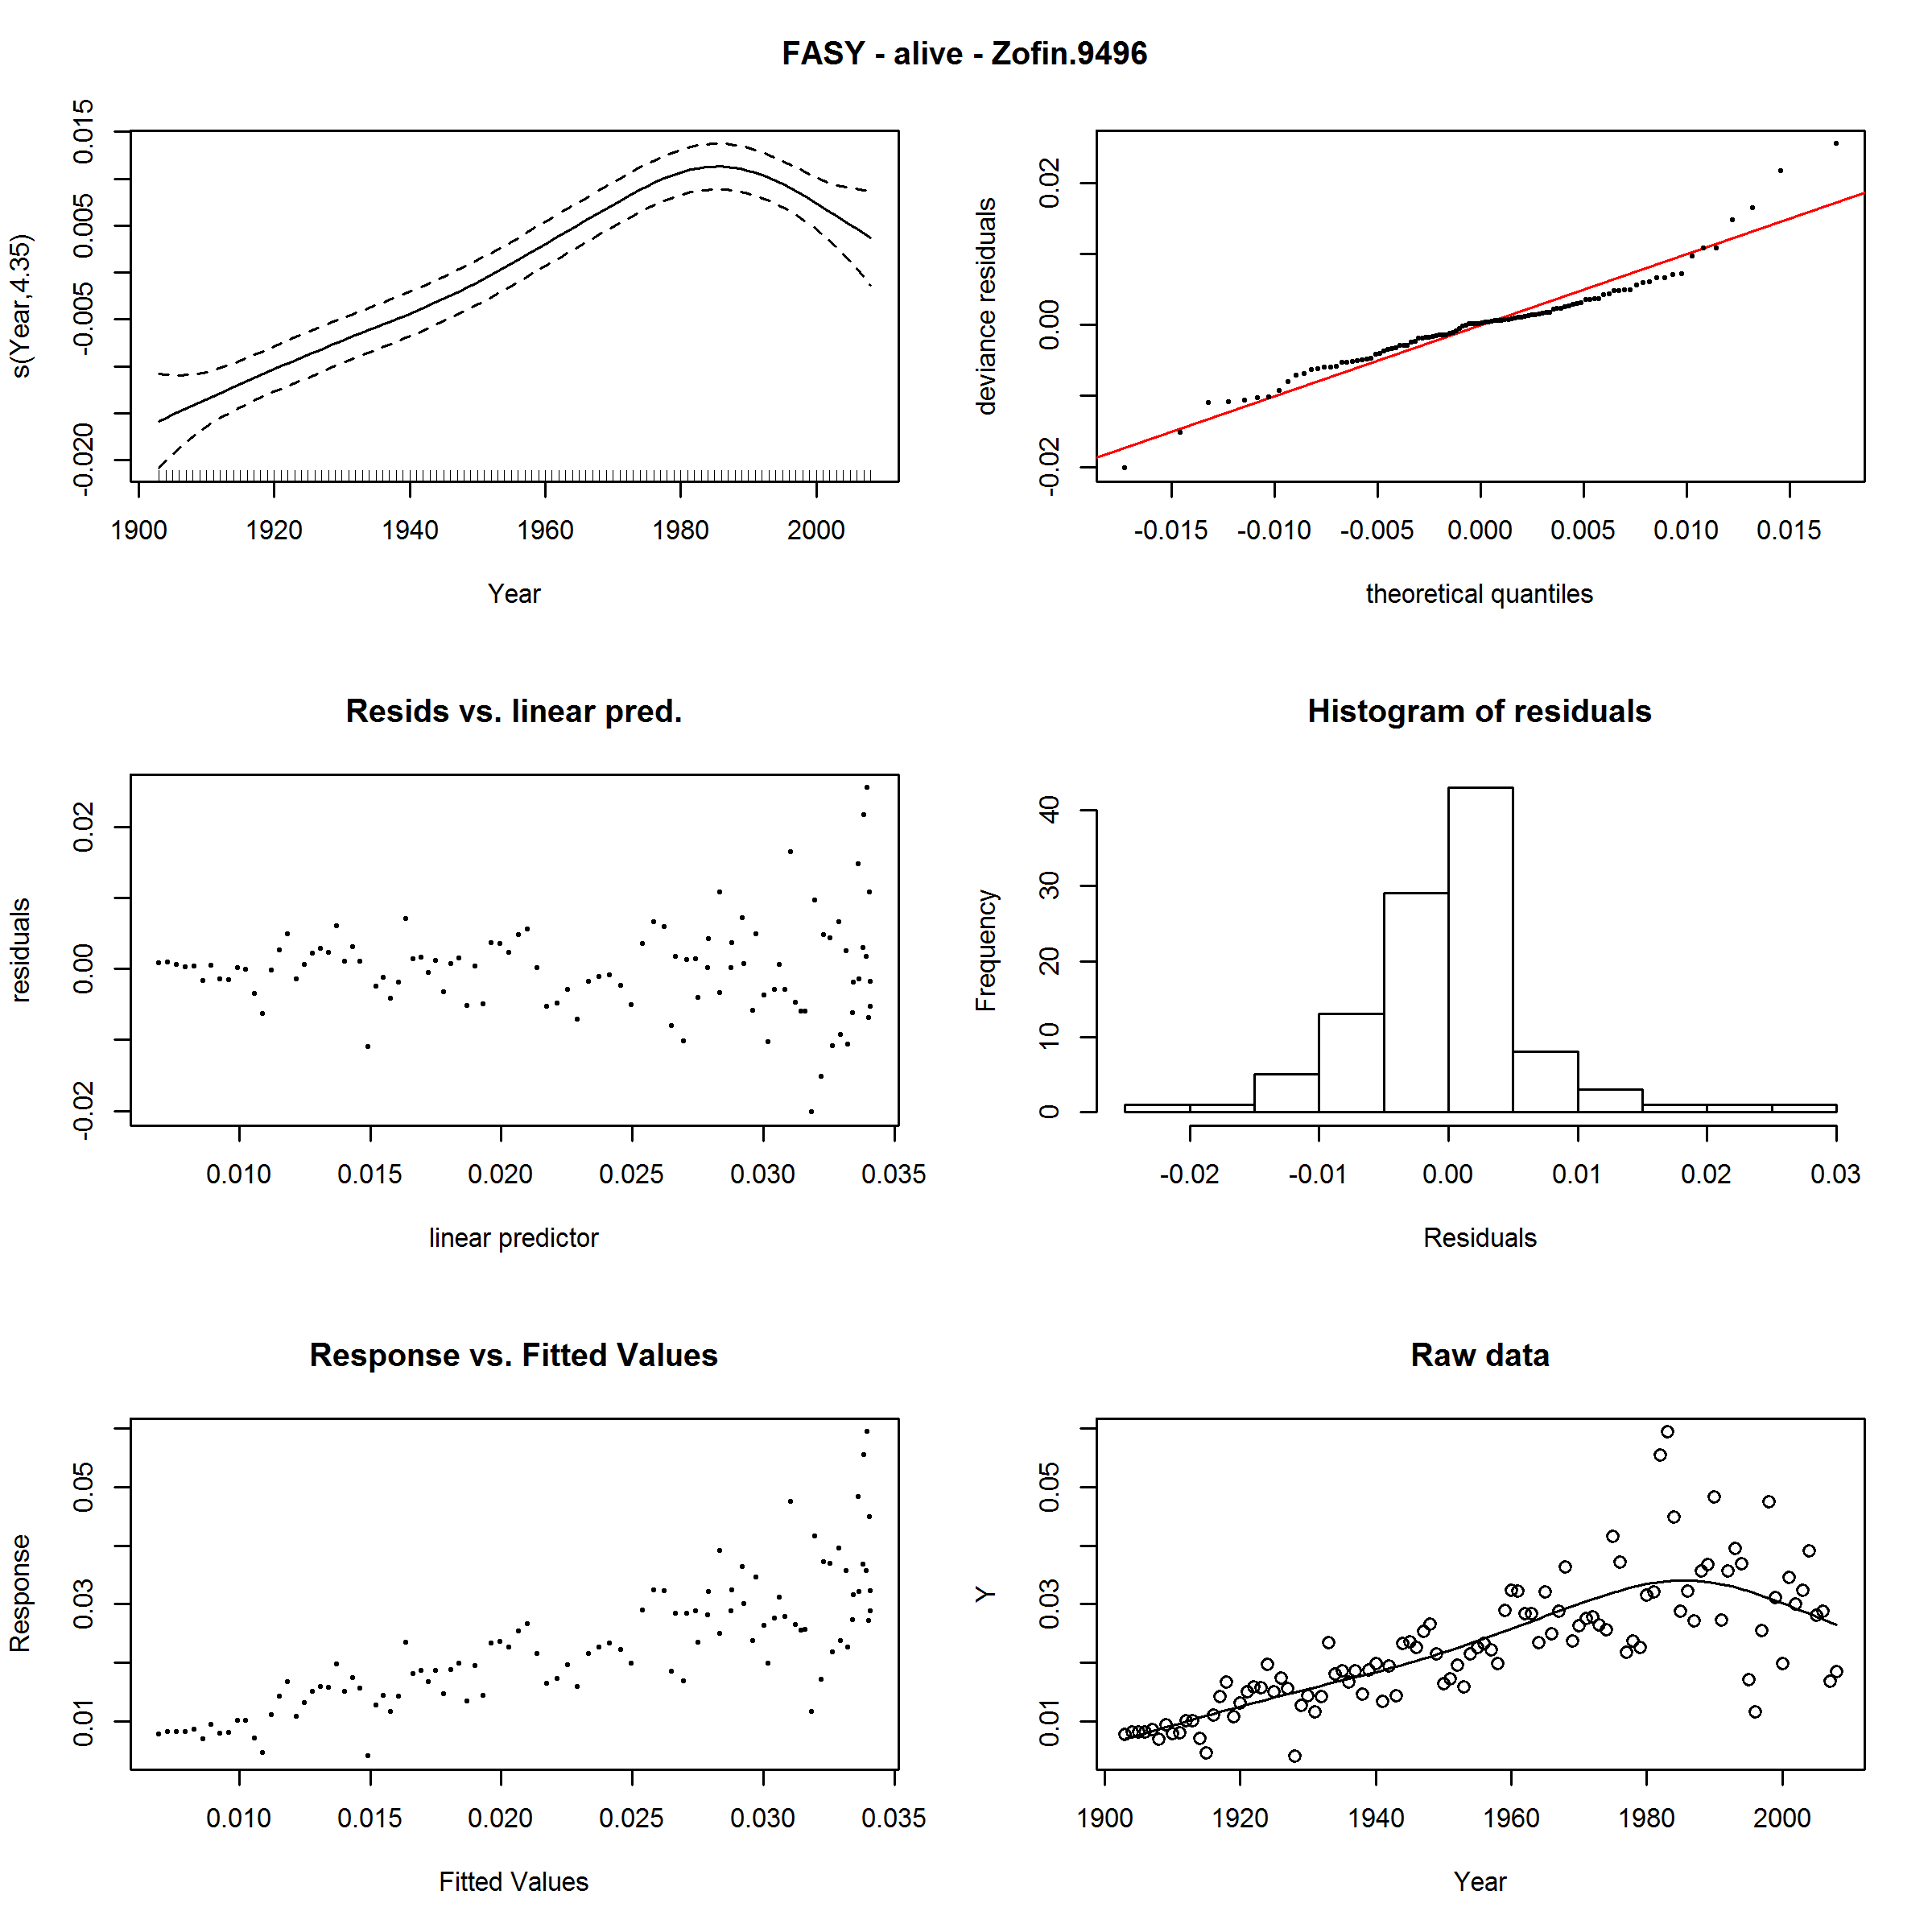 FASY - alive - Zofin.9496
s(Year,4.35)
0.015
0.005
-0.005
-0.020
1900 1920 1940 1960 1980 2000
Year
deviance residuals
0.02
0.00
-0.02
-0.015 -0.010 -0.005 0.000 0.005 0.010 0.015
theoretical quantiles
Resids vs. linear pred.
residuals
0.02
0.00
-0.02
0.010 0.015 0.020 0.025 0.030 0.035
linear predictor
Histogram of residuals
Frequency
40
30
20
10
0
-0.02 -0.01 0.00 0.01 0.02 0.03
Residuals
Response vs. Fitted Values
Response
0.05
0.03
0.01
0.010 0.015 0.020 0.025 0.030 0.035
Fitted Values
Raw data
Y
0.05
0.03
0.01
1900 1920 1940 1960 1980 2000
Year